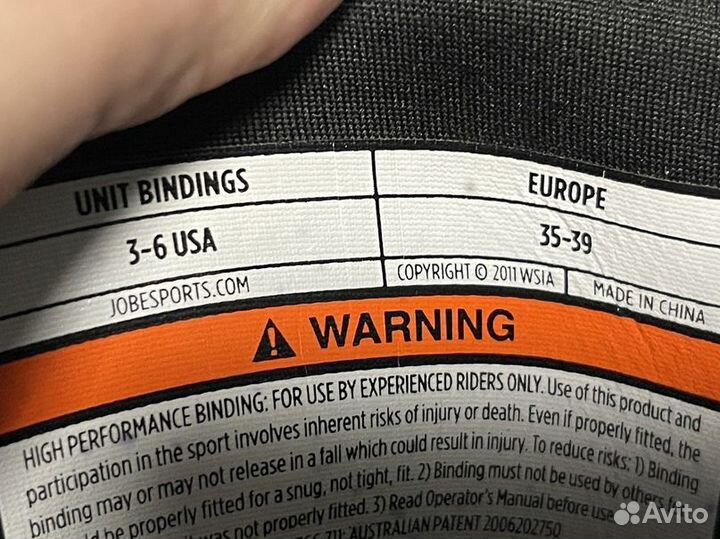 UNIT BINDINGS
EUROPE
3-6 USA
35-39
JOBESPORTS.COM
COPYRIGHT © 2011 WSIA
MADE IN CHINA
WARNING
HIGH PERFORMANCE BINDING: FOR USE BY EXPERIENCED RIDERS ONLY. Use of this product and
participation in the sport involves inherent risks of injury or death. Even if properly fitted, the
binding may or may not release in a fall which could result in injury. To reduce risks: 1) Binding
be properly fitted for a snug, not tight, fit. 2) Binding must not be used by others
was not properly fitted. 3) Read Operator's Manual before use
AUSTRALIAN PATENT 2006202750
Avito